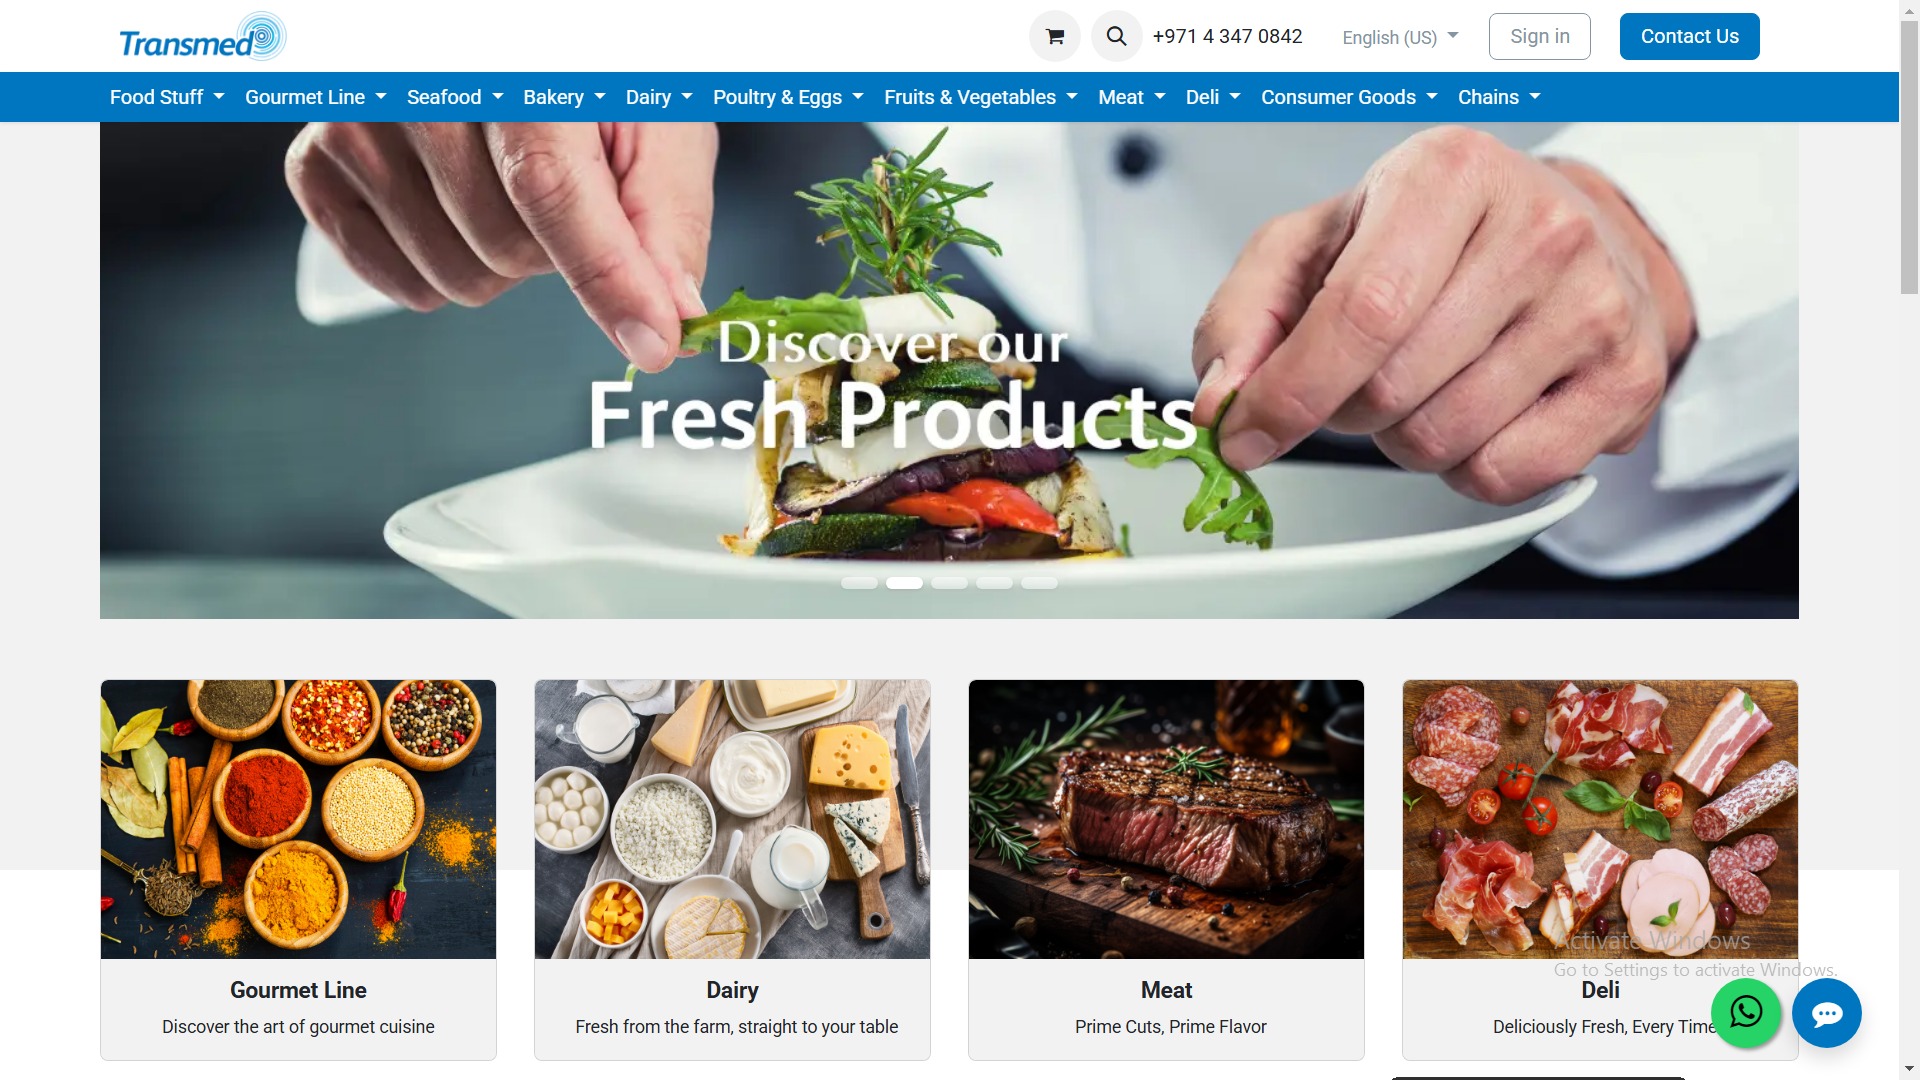 Transmed
+971 4 347 0842
English (US)
Sign in
Contact Us
Food Stuff
Gourmet Line
Seafood
Bakery
Dairy
Poultry & Eggs
Fruits & Vegetables
Meat
Deli
Consumer Goods
Chains
Discover our
Fresh Products
Gourmet Line
Discover the art of gourmet cuisine
Dairy
Fresh from the farm, straight to your table
Meat
Prime Cuts, Prime Flavor
Deli
Deliciously Fresh, Every Time
Activate Windows
Go to Settings to activate Windows.